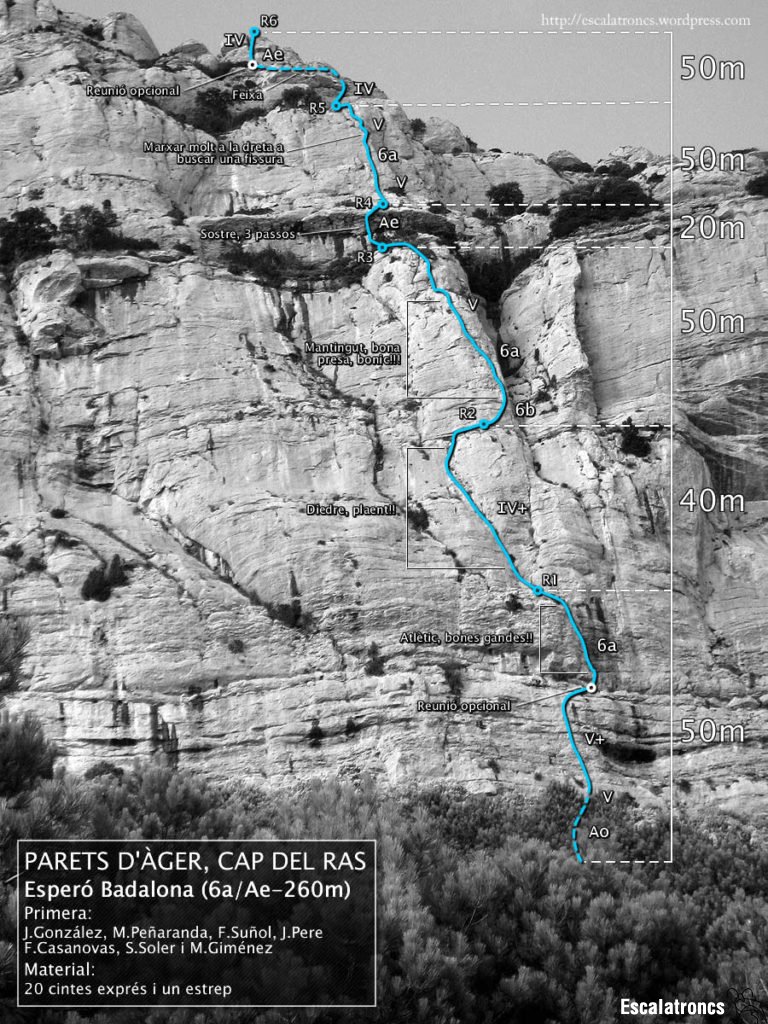 http://escalatroncs.wordpress.com
R6
IV
Ae
50m
Reunió opcional
Feixa
IV
R5
V
Marxar molt a la dreta a
buscar una fissura
6a
50m
V
R4
Ae
20m
Sostre, 3 passos
R3
V
50m
Mantingut, bona
presa, bonic!!!
6a
R2
6b
Diedre, plaent!!
IV+
40m
R1
Atlètic, bones gandes!!
6a
Reunió opcional
V+
50m
V
Ao
PARETS D'ÀGER, CAP DEL RAS
Esperó Badalona (6a/Ae-260m)
Primera:
J.González, M.Peñaranda, F.Suñol, J.Pere
F.Casanovas, S.Soler i M.Giménez
Material:
20 cintes exprés i un estrep
Escalatroncs